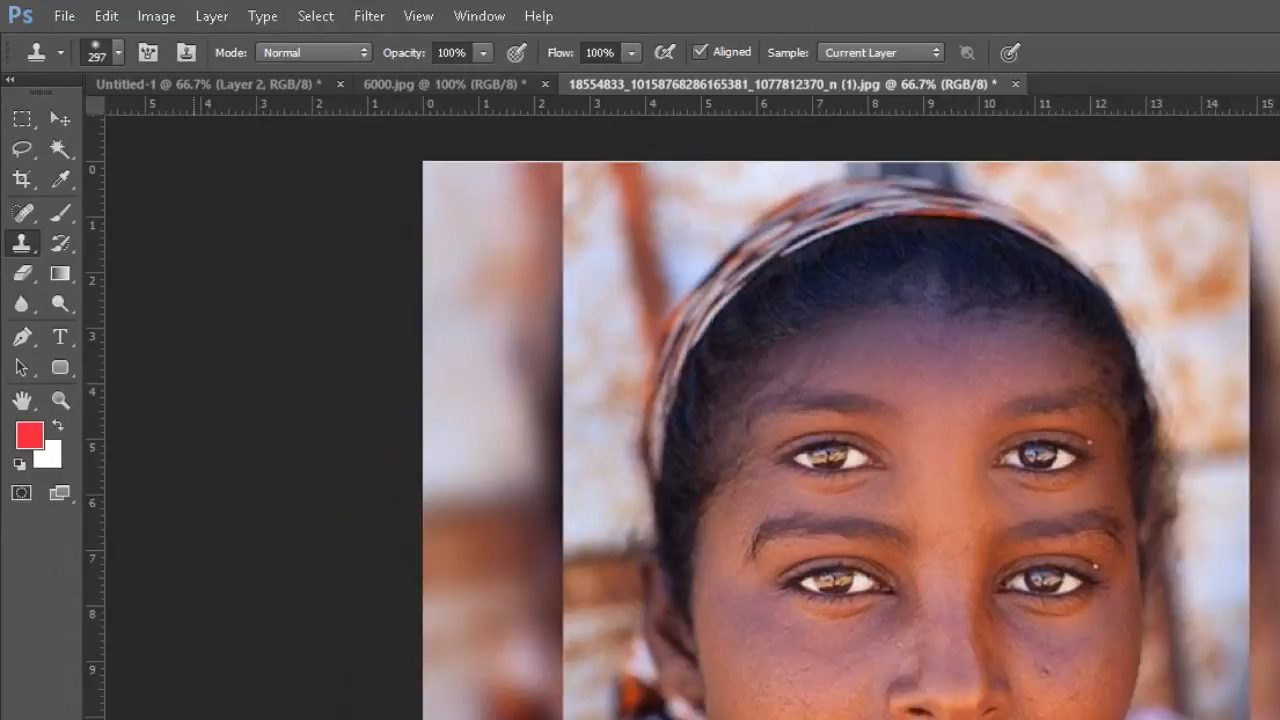 Ps File Edit Image Layer Type Select Filter View Window Help
297 Mode: Normal Opacity: 100% Flow: 100% Aligned Sample: Current Layer
Untitled-1 @ 66.7% (Layer 2, RGB/8) * × 6000.jpg @ 100% (RGB/8) * × 18554833_10158768286165381_1077812370_n (1).jpg @ 66.7% (RGB/8) * ×
5 4 3 2 1 0 1 2 3 4 5 6 7 8 9 10 11 12 13 14 15
0
1
2
3
T
4
5
6
7
8
9